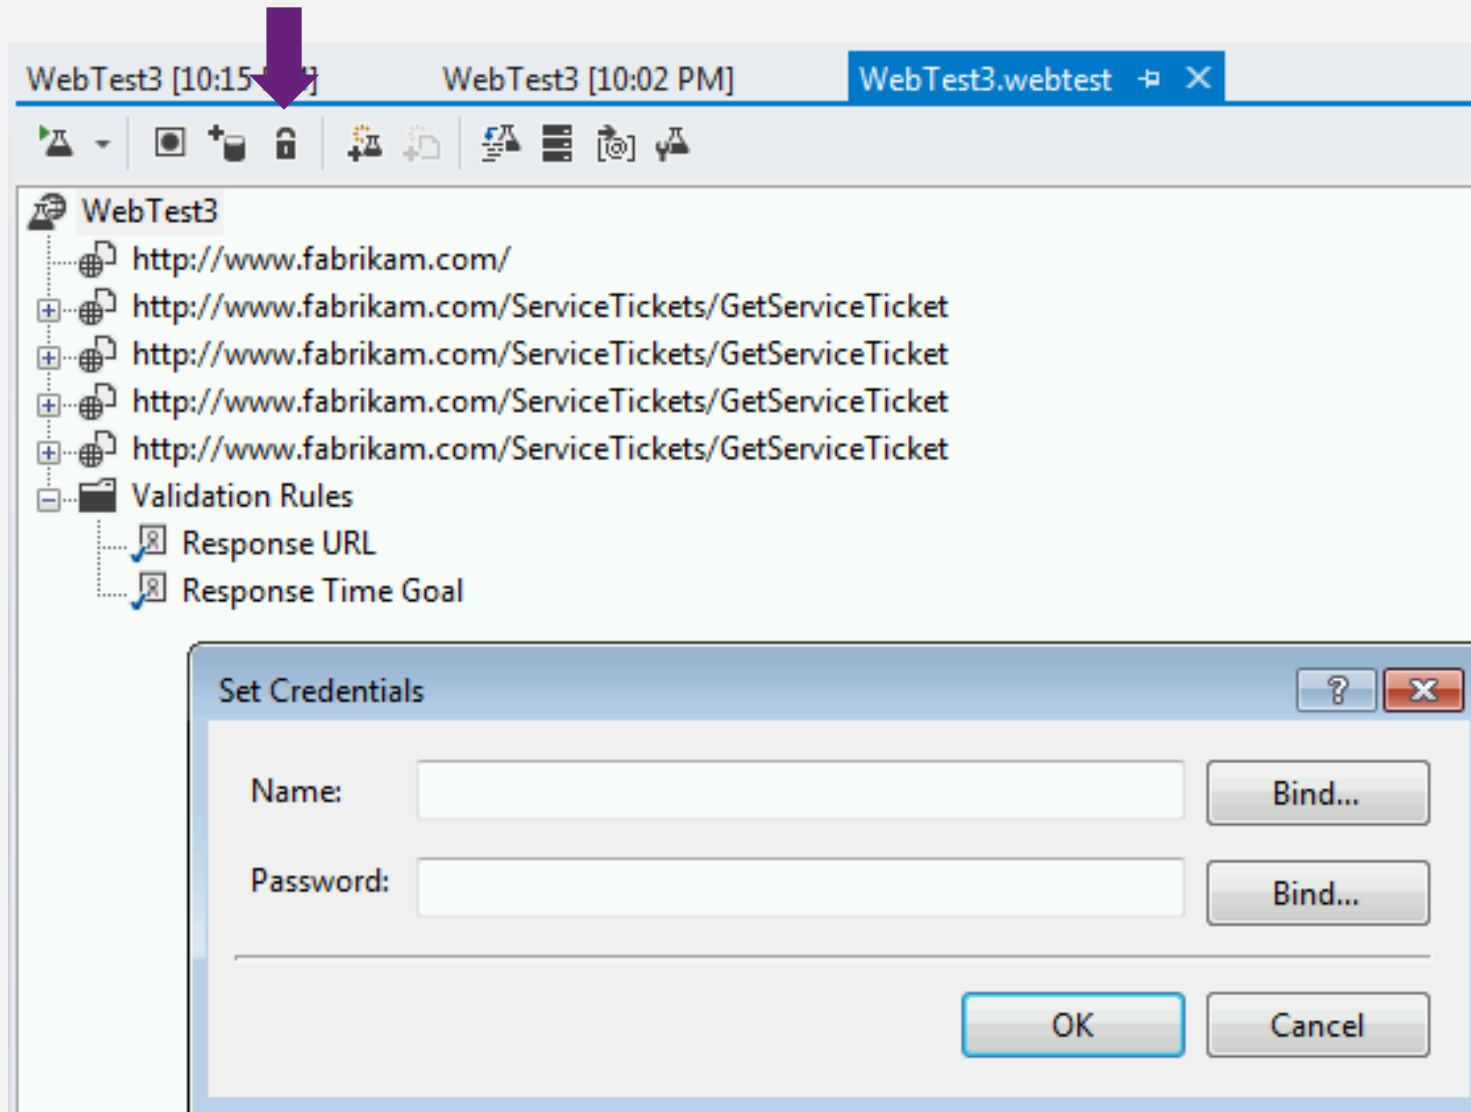 WebTest3 [10:15 M]
WebTest3 [10:02 PM]
WebTest3.webtest
WebTest3
http://www.fabrikam.com/
http://www.fabrikam.com/ServiceTickets/GetServiceTicket
http://www.fabrikam.com/ServiceTickets/GetServiceTicket
http://www.fabrikam.com/ServiceTickets/GetServiceTicket
http://www.fabrikam.com/ServiceTickets/GetServiceTicket
Validation Rules
Response URL
Response Time Goal
Set Credentials
Name:
Bind...
Password:
Bind...
OK
Cancel